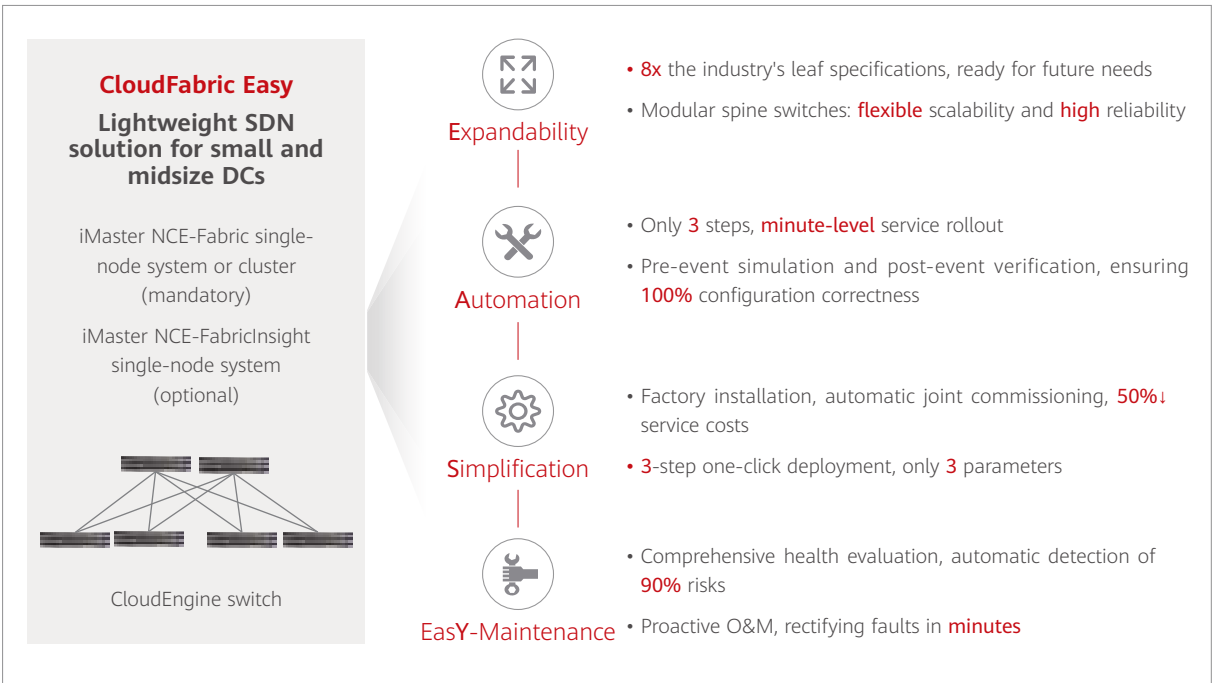 CloudFabric Easy
Lightweight SDN
solution for small and
midsize DCs
iMaster NCE-Fabric single-
node system or cluster
(mandatory)
iMaster NCE-FabricInsight
single-node system
(optional)
CloudEngine switch
Expandability
• 8x the industry's leaf specifications, ready for future needs
• Modular spine switches: flexible scalability and high reliability
Automation
• Only 3 steps, minute-level service rollout
• Pre-event simulation and post-event verification, ensuring
100% configuration correctness
Simplification
• Factory installation, automatic joint commissioning, 50%↓
service costs
• 3-step one-click deployment, only 3 parameters
EasY-Maintenance
• Comprehensive health evaluation, automatic detection of
90% risks
• Proactive O&M, rectifying faults in minutes